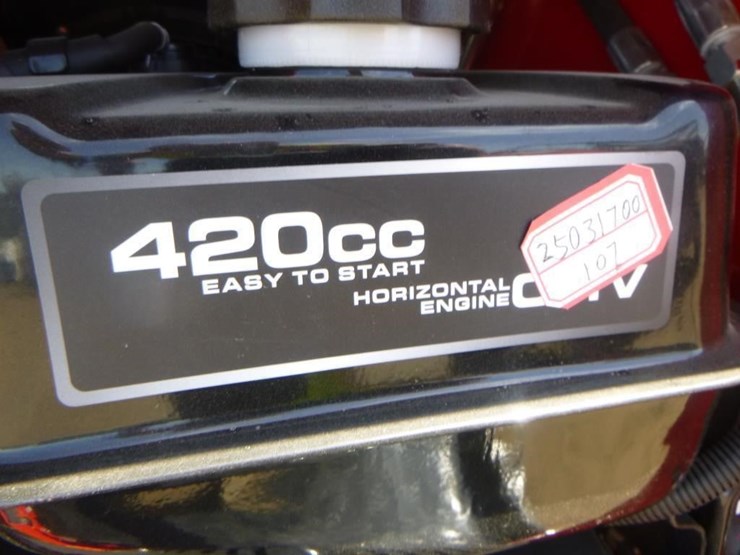 420cc
EASY TO START
HORIZONTAL
ENGINE
25031700
107